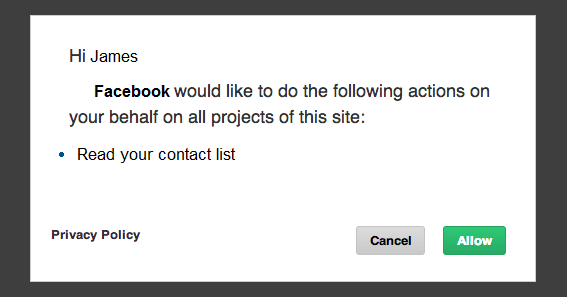 Hi James
Facebook would like to do the following actions on
your behalf on all projects of this site:
Read your contact list
Privacy Policy
Cancel
Allow